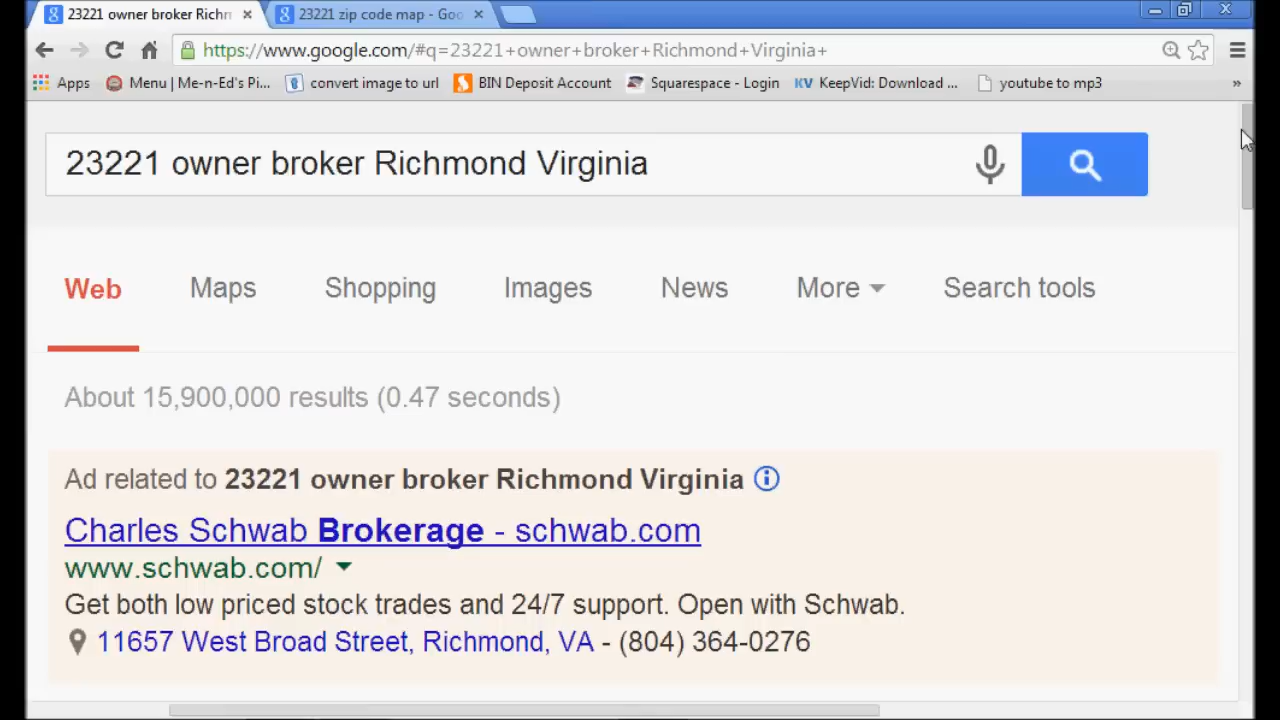 23221 owner broker Richm
23221 zip code map - Goo
https://www.google.com/#q=23221+owner+broker+Richmond+Virginia+
Apps Menu | Me-n-Ed's Pi... convert image to url BIN Deposit Account Squarespace - Login KV KeepVid: Download ... youtube to mp3 »
23221 owner broker Richmond Virginia
Web Maps Shopping Images News More Search tools
About 15,900,000 results (0.47 seconds)
Ad related to 23221 owner broker Richmond Virginia
Charles Schwab Brokerage - schwab.com
www.schwab.com/
Get both low priced stock trades and 24/7 support. Open with Schwab.
11657 West Broad Street, Richmond, VA - (804) 364-0276